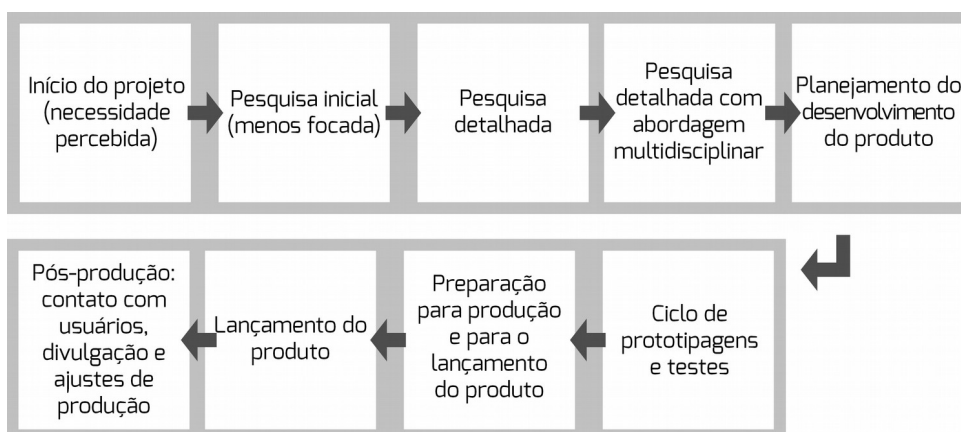 Início do projeto
(necessidade
percebida)
Pesquisa inicial
(menos focada)
Pesquisa
detalhada
Pesquisa
detalhada com
abordagem
multidisciplinar
Planejamento do
desenvolvimento
do produto
Ciclo de
prototipagens
e testes
Preparação
para produção
e para o
lançamento
do produto
Lançamento do
produto
Pós-produção:
contato com
usuários,
divulgação e
ajustes de
produção